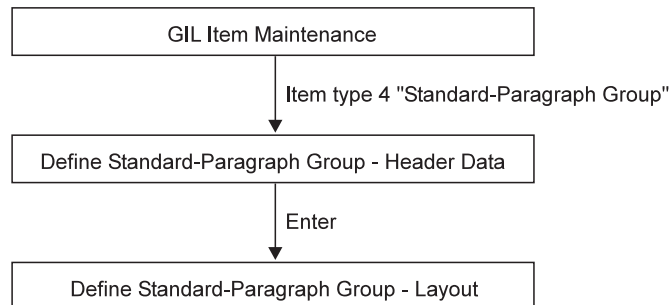 GIL Item Maintenance
Item type 4 "Standard-Paragraph Group"
Define Standard-Paragraph Group - Header Data
Enter
Define Standard-Paragraph Group - Layout